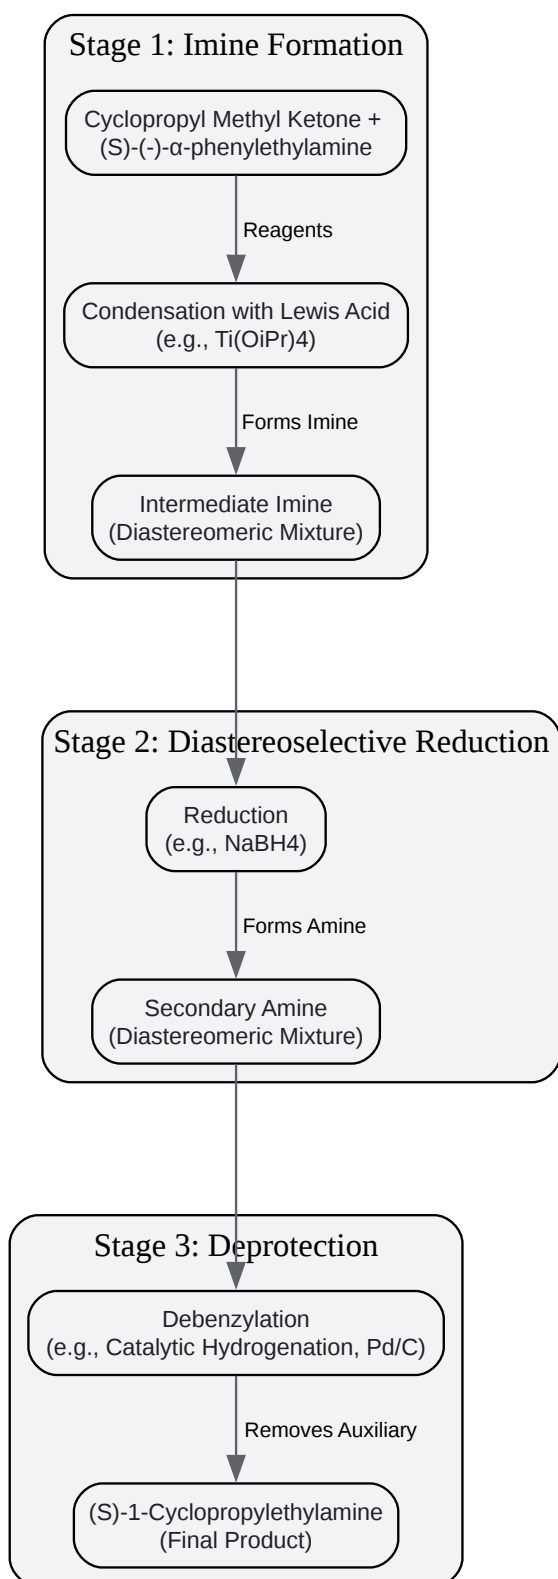 Stage 1: Imine Formation
Cyclopropyl Methyl Ketone +
(S)-(-)-α-phenylethylamine
Reagents
Condensation with Lewis Acid
(e.g., Ti(OiPr)4)
Forms Imine
Intermediate Imine
(Diastereomeric Mixture)
Stage 2: Diastereoselective Reduction
Reduction
(e.g., NaBH4)
Forms Amine
Secondary Amine
(Diastereomeric Mixture)
Stage 3: Deprotection
Debenzylation
(e.g., Catalytic Hydrogenation, Pd/C)
Removes Auxiliary
(S)-1-Cyclopropylethylamine
(Final Product)